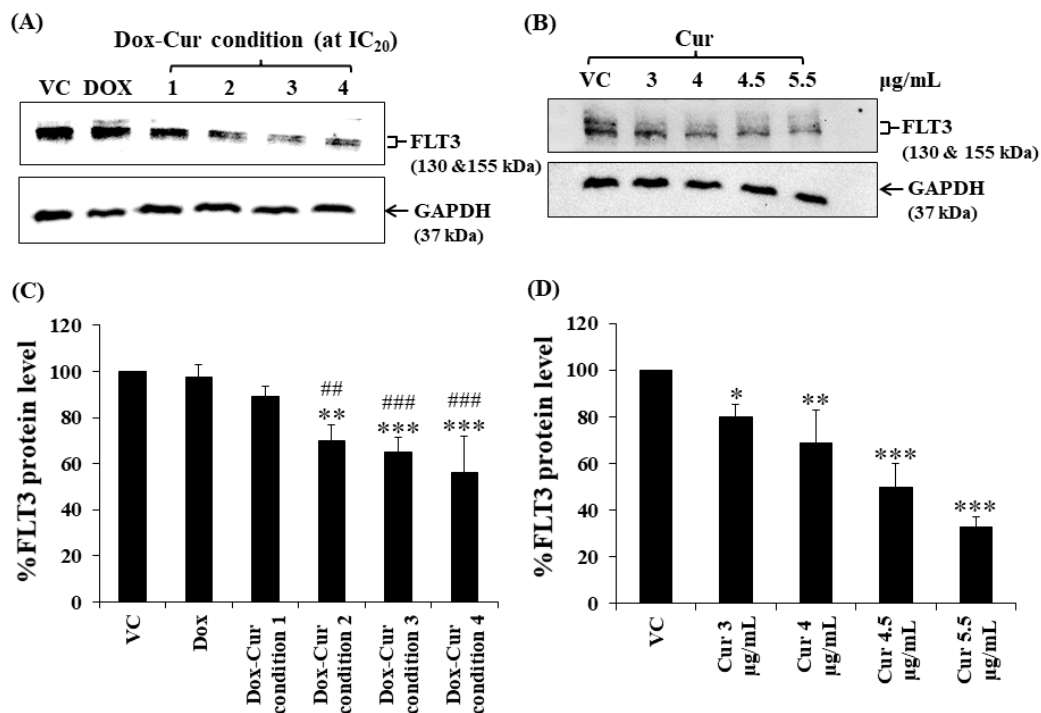 (A)
Dox-Cur condition (at IC20)
VC DOX 1 2 3 4
FLT3
(130 &155 kDa)
GAPDH
(37 kDa)
(B)
Cur
VC 3 4 4.5 5.5 µg/mL
FLT3
(130 & 155 kDa)
GAPDH
(37 kDa)
(C)
%FLT3 protein level
120
100
80
60
40
20
0
##
**
###
***
###
***
VC
Dox
Dox-Cur
condition 1
Dox-Cur
condition 2
Dox-Cur
condition 3
Dox-Cur
condition 4
(D)
%FLT3 protein level
120
100
80
60
40
20
0
*
**
***
***
VC
Cur 3
µg/mL
Cur 4
µg/mL
Cur 4.5
µg/mL
Cur 5.5
µg/mL